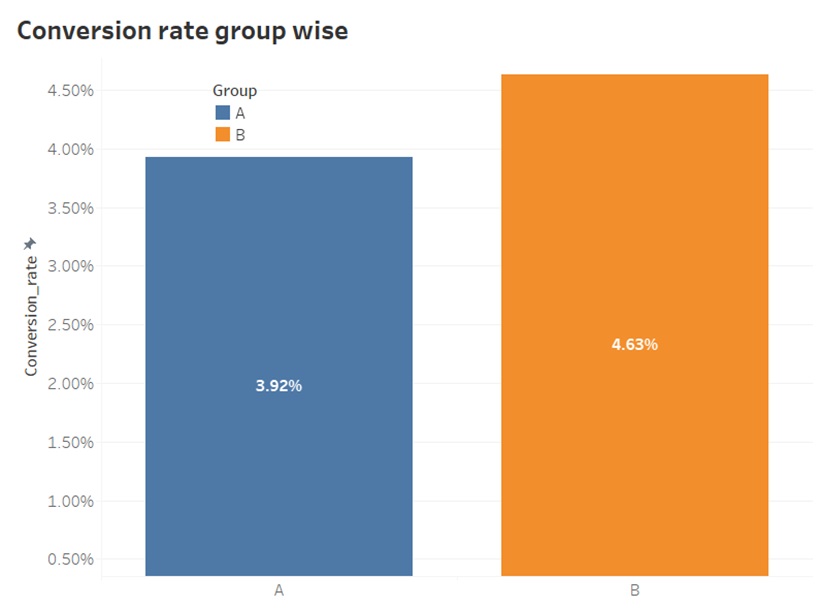 Conversion rate group wise
Group
A
B
Conversion_rate
4.50%
4.00%
3.50%
3.00%
2.50%
2.00%
1.50%
1.00%
0.50%
3.92%
4.63%
A
B